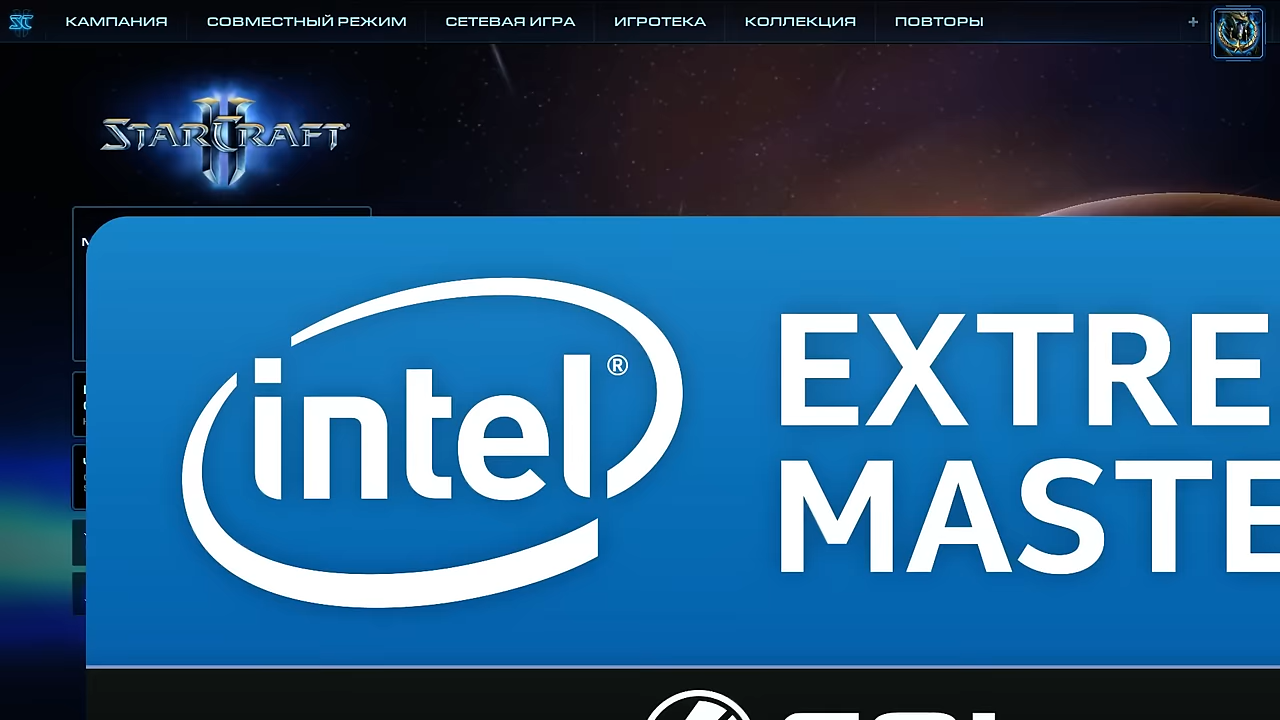 КАМПАНИЯ СОВМЕСТНЫЙ РЕЖИМ СЕТЕВАЯ ИГРА ИГРОТЕКА КОЛЛЕКЦИЯ ПОВТОРЫ
STARCRAFT
II
intel®
EXTRE
MASTE